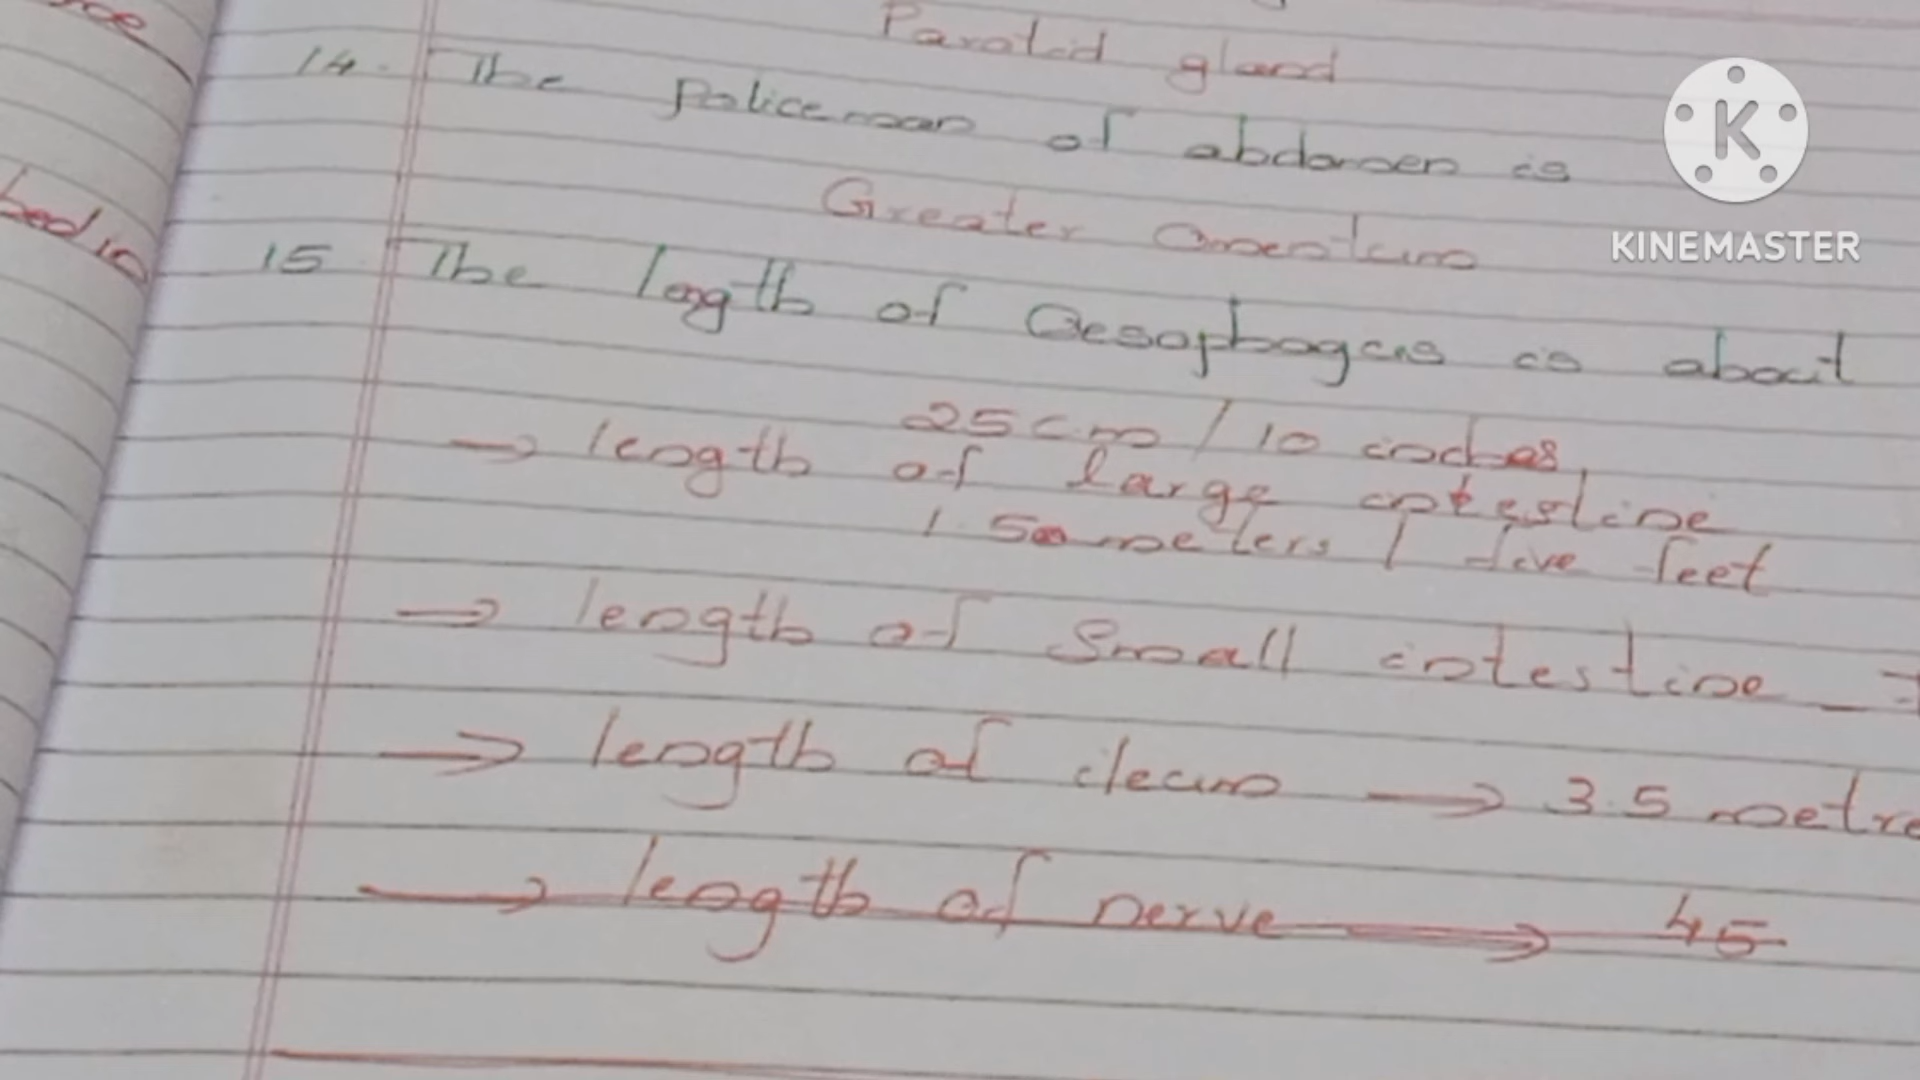 Parotid gland
14. The policeman of abdomen is
Greater Omentum
15 The length of Oesophagus is about
25cm / 10 inches
→ length of large intestine
1.5 meters / five feet
→ length of Small intestine →
→ length of ileum → 3.5 metre
→ length of nerve → 45
bed in
K
KINEMASTER